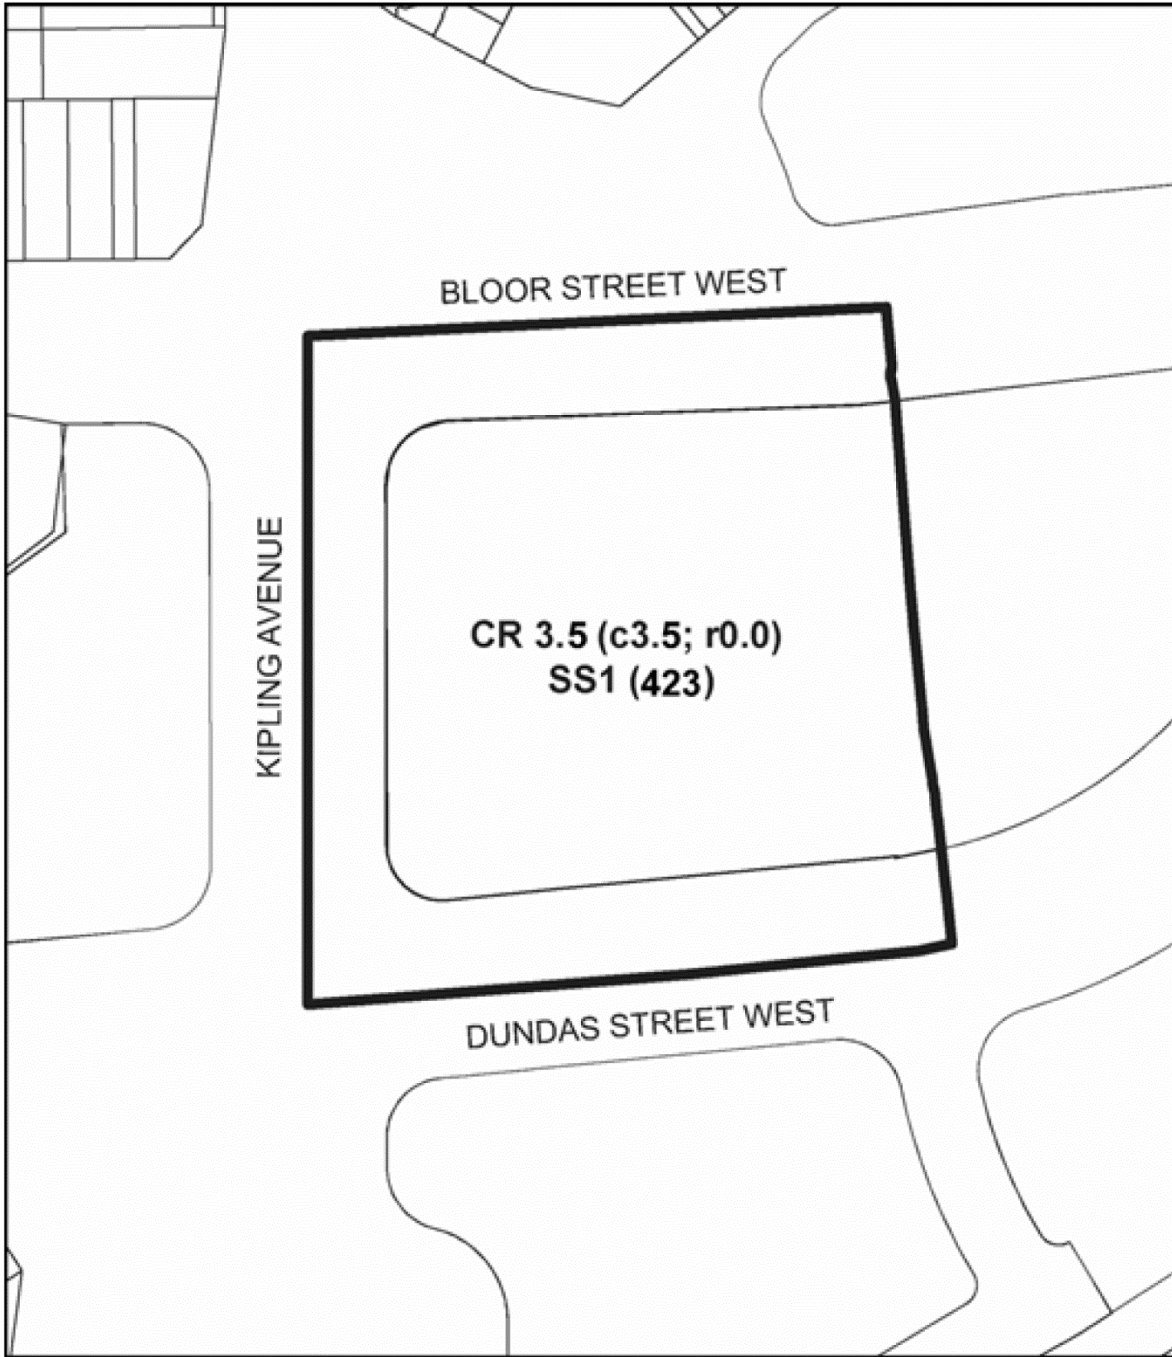 BLOOR STREET WEST
KIPLING AVENUE
CR 3.5 (c3.5; r0.0)
SS1 (423)
DUNDAS STREET WEST